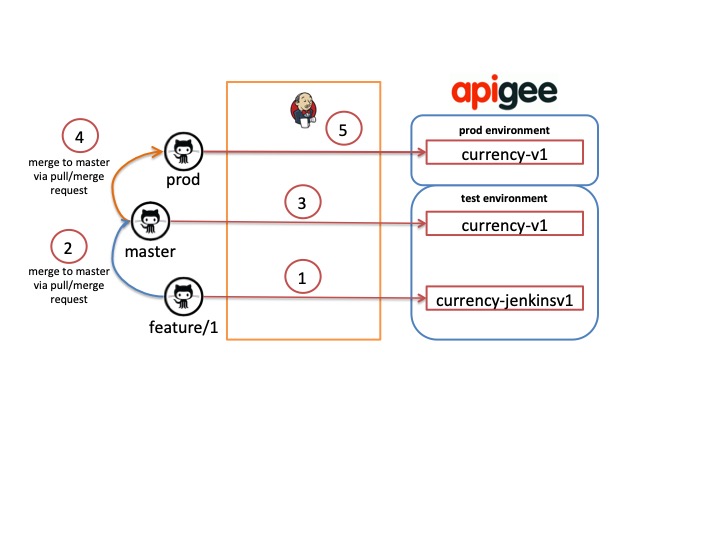 apigee
4
merge to master
via pull/merge
request
prod
5
prod environment
currency-v1
3
test environment
currency-v1
2
merge to master
via pull/merge
request
master
1
currency-jenkinsv1
feature/1